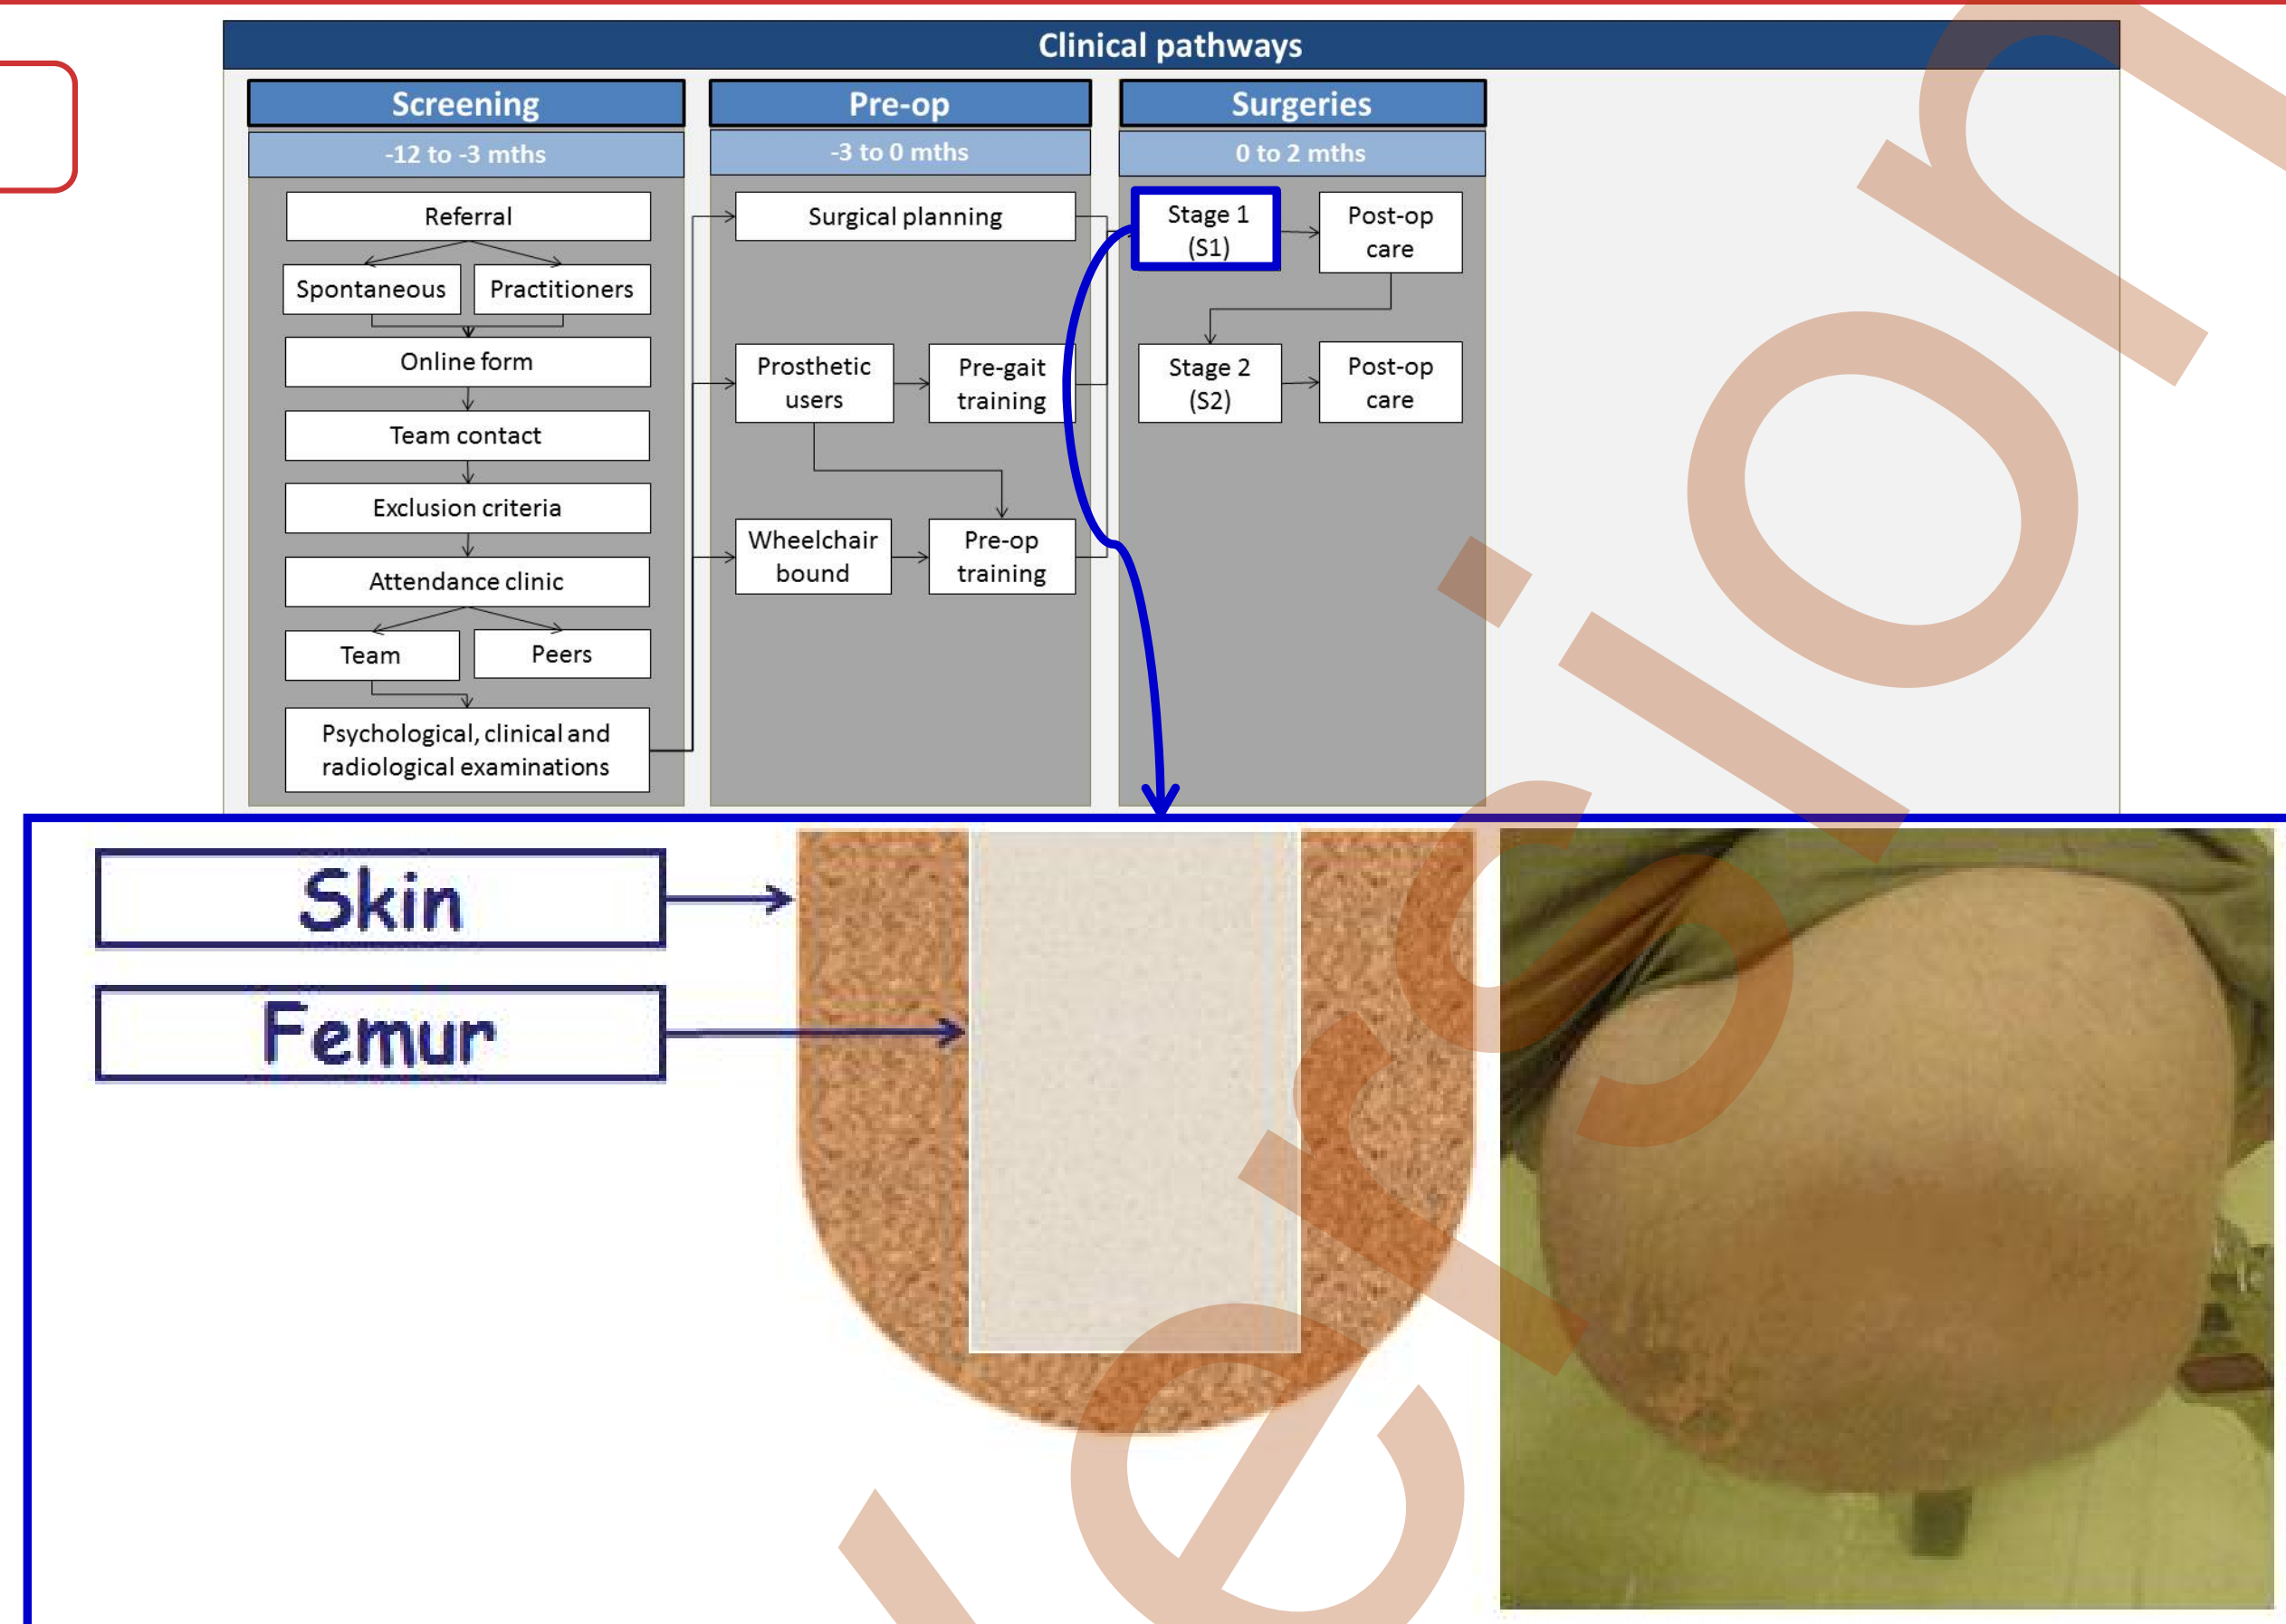 Clinical pathways
Screening
-12 to -3 mths
Referral
Spontaneous
Practitioners
Online form
Team contact
Exclusion criteria
Attendance clinic
Team
Peers
Psychological, clinical and
radiological examinations
Pre-op
-3 to 0 mths
Surgical planning
Prosthetic
users
Pre-gait
training
Wheelchair
bound
Pre-op
training
Surgeries
0 to 2 mths
Stage 1
(S1)
Post-op
care
Stage 2
(S2)
Post-op
care
Skin
Femur